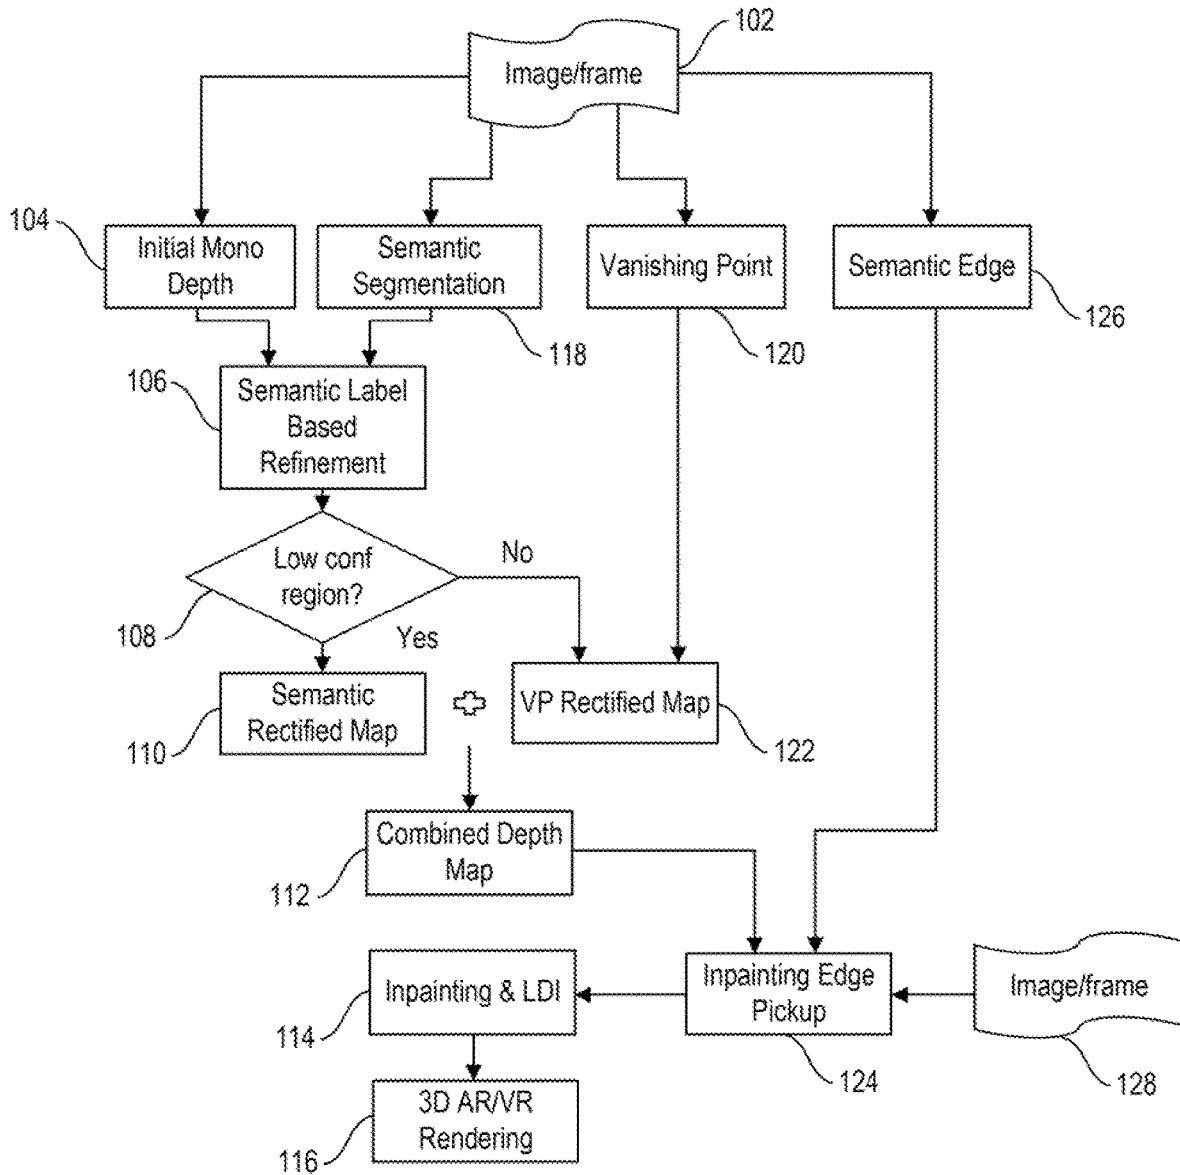 102
Image/frame
104
Initial Mono
Depth
Semantic
Segmentation
Vanishing Point
Semantic Edge
118
120
126
106
Semantic Label
Based
Refinement
Low conf
region?
No
108
Yes
Semantic
Rectified Map
VP Rectified Map
110
122
Combined Depth
Map
112
Inpainting & LDI
Inpainting Edge
Pickup
Image/frame
114
124
128
3D AR/VR
Rendering
116